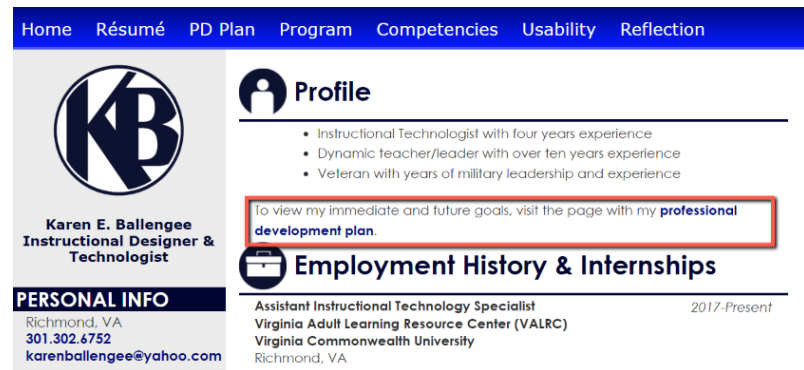 Home Résumé PD Plan Program Competencies Usability Reflection
KB
Karen E. Ballengee
Instructional Designer &
Technologist
PERSONAL INFO
Richmond, VA
301.302.6752
karenballengee@yahoo.com
Profile
• Instructional Technologist with four years experience
• Dynamic teacher/leader with over ten years experience
• Veteran with years of military leadership and experience
To view my immediate and future goals, visit the page with my professional
development plan.
Employment History & Internships
Assistant Instructional Technology Specialist 2017-Present
Virginia Adult Learning Resource Center (VALRC)
Virginia Commonwealth University
Richmond, VA